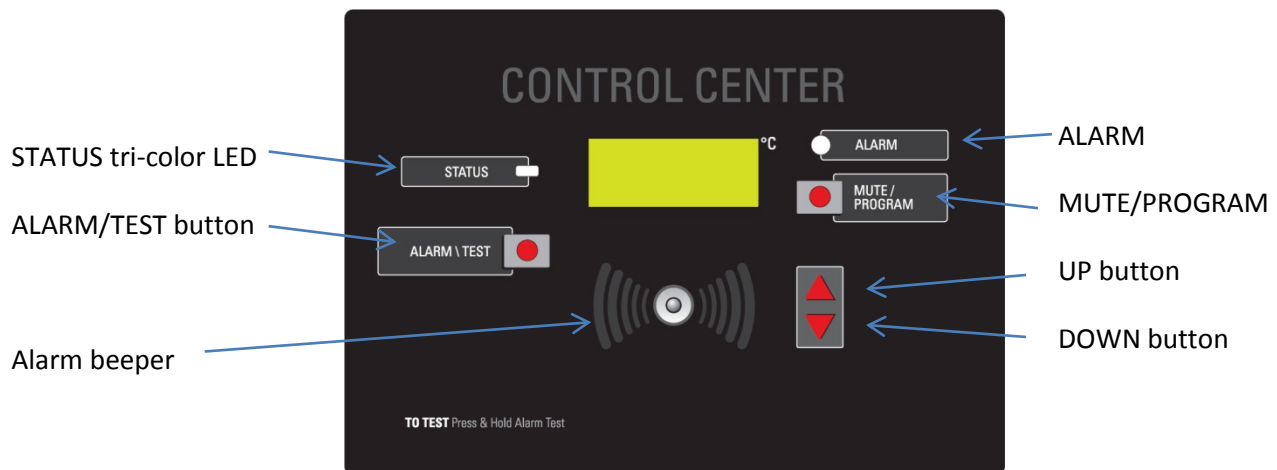 CONTROL CENTER
STATUS tri-color LED
STATUS
°C
ALARM
ALARM
MUTE /
PROGRAM
MUTE/PROGRAM
ALARM/TEST button
ALARM \ TEST
UP button
DOWN button
Alarm beeper
TO TEST Press & Hold Alarm Test